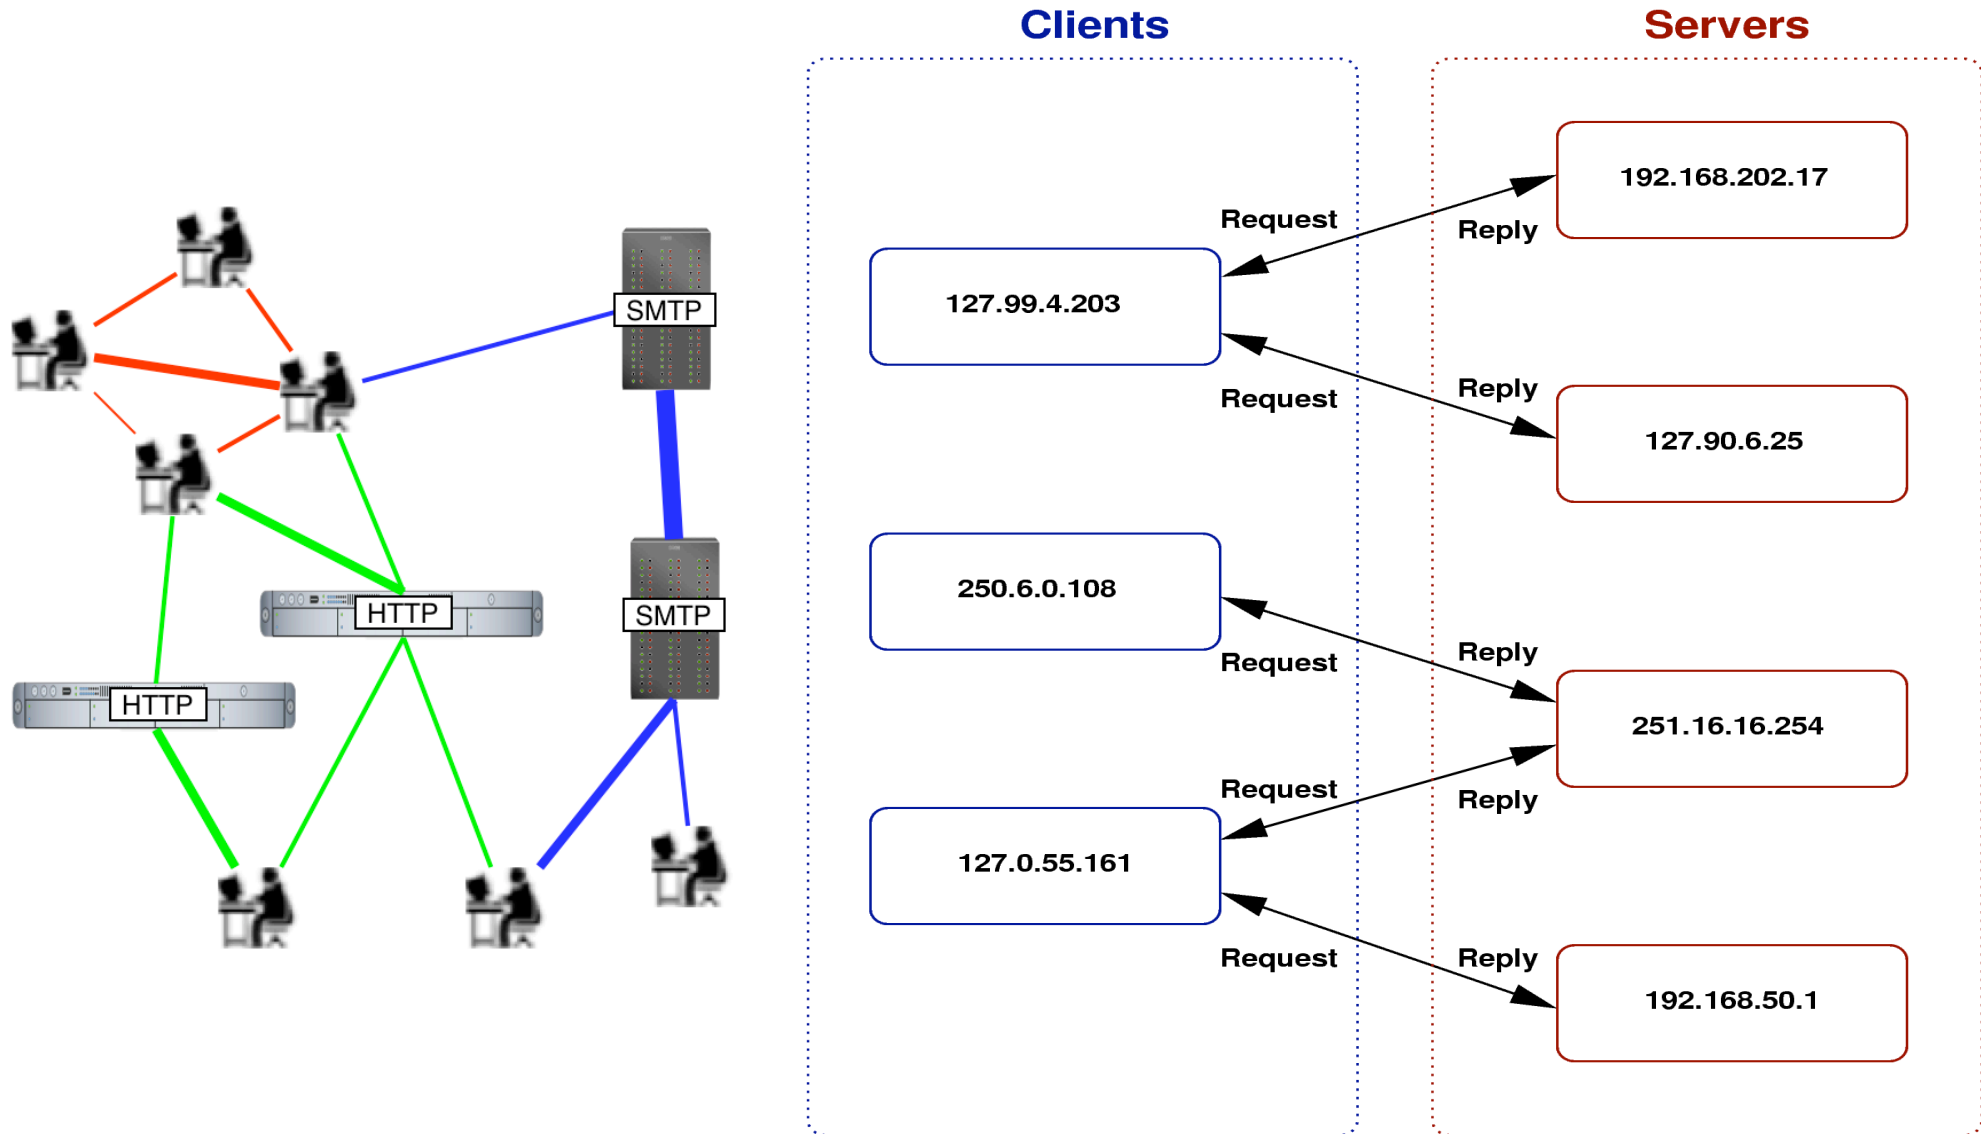 Clients
Servers
192.168.202.17
Request
Reply
SMTP
127.99.4.203
Reply
Request
127.90.6.25
250.6.0.108
HTTP
SMTP
Reply
Request
HTTP
251.16.16.254
Request
Reply
127.0.55.161
Request
Reply
192.168.50.1